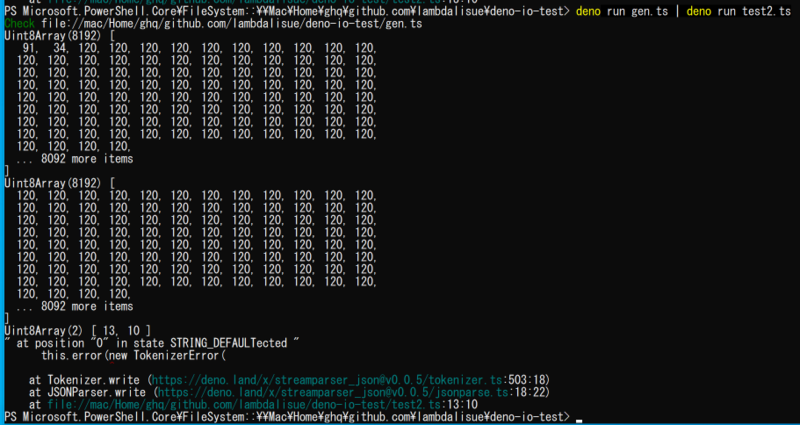 PS Microsoft.PowerShell.Core¥FileSystem::¥¥Mac¥Home¥ghq¥github.com¥lambdalisue¥deno-io-test> deno run gen.ts | deno run test2.ts
Check file://mac/Home/ghq/github.com/lambdalisue/deno-io-test/gen.ts
Uint8Array(8192) [
91, 34, 120, 120, 120, 120, 120, 120, 120, 120, 120, 120,
120, 120, 120, 120, 120, 120, 120, 120, 120, 120, 120, 120,
120, 120, 120, 120, 120, 120, 120, 120, 120, 120, 120, 120,
120, 120, 120, 120, 120, 120, 120, 120, 120, 120, 120, 120,
120, 120, 120, 120, 120, 120, 120, 120, 120, 120, 120, 120,
120, 120, 120, 120, 120, 120, 120, 120, 120, 120, 120, 120,
120, 120, 120, 120, 120, 120, 120, 120, 120, 120, 120, 120,
120, 120, 120, 120, 120, 120, 120, 120, 120, 120, 120, 120,
120, 120, 120, 120,
... 8092 more items
]
Uint8Array(8192) [
120, 120, 120, 120, 120, 120, 120, 120, 120, 120, 120, 120,
120, 120, 120, 120, 120, 120, 120, 120, 120, 120, 120, 120,
120, 120, 120, 120, 120, 120, 120, 120, 120, 120, 120, 120,
120, 120, 120, 120, 120, 120, 120, 120, 120, 120, 120, 120,
120, 120, 120, 120, 120, 120, 120, 120, 120, 120, 120, 120,
120, 120, 120, 120, 120, 120, 120, 120, 120, 120, 120, 120,
120, 120, 120, 120, 120, 120, 120, 120, 120, 120, 120, 120,
120, 120, 120, 120, 120, 120, 120, 120, 120, 120, 120, 120,
120, 120, 120, 120,
... 8092 more items
]
Uint8Array(2) [ 13, 10 ]
" at position "0" in state STRING_DEFAULTected "
this.error(new TokenizerError(
at Tokenizer.write (https://deno.land/x/streamparser_json@v0.0.5/tokenizer.ts:503:18)
at JSONParser.write (https://deno.land/x/streamparser_json@v0.0.5/jsonparse.ts:18:22)
at file://mac/Home/ghq/github.com/lambdalisue/deno-io-test/test2.ts:13:10
PS Microsoft.PowerShell.Core¥FileSystem::¥¥Mac¥Home¥ghq¥github.com¥lambdalisue¥deno-io-test>